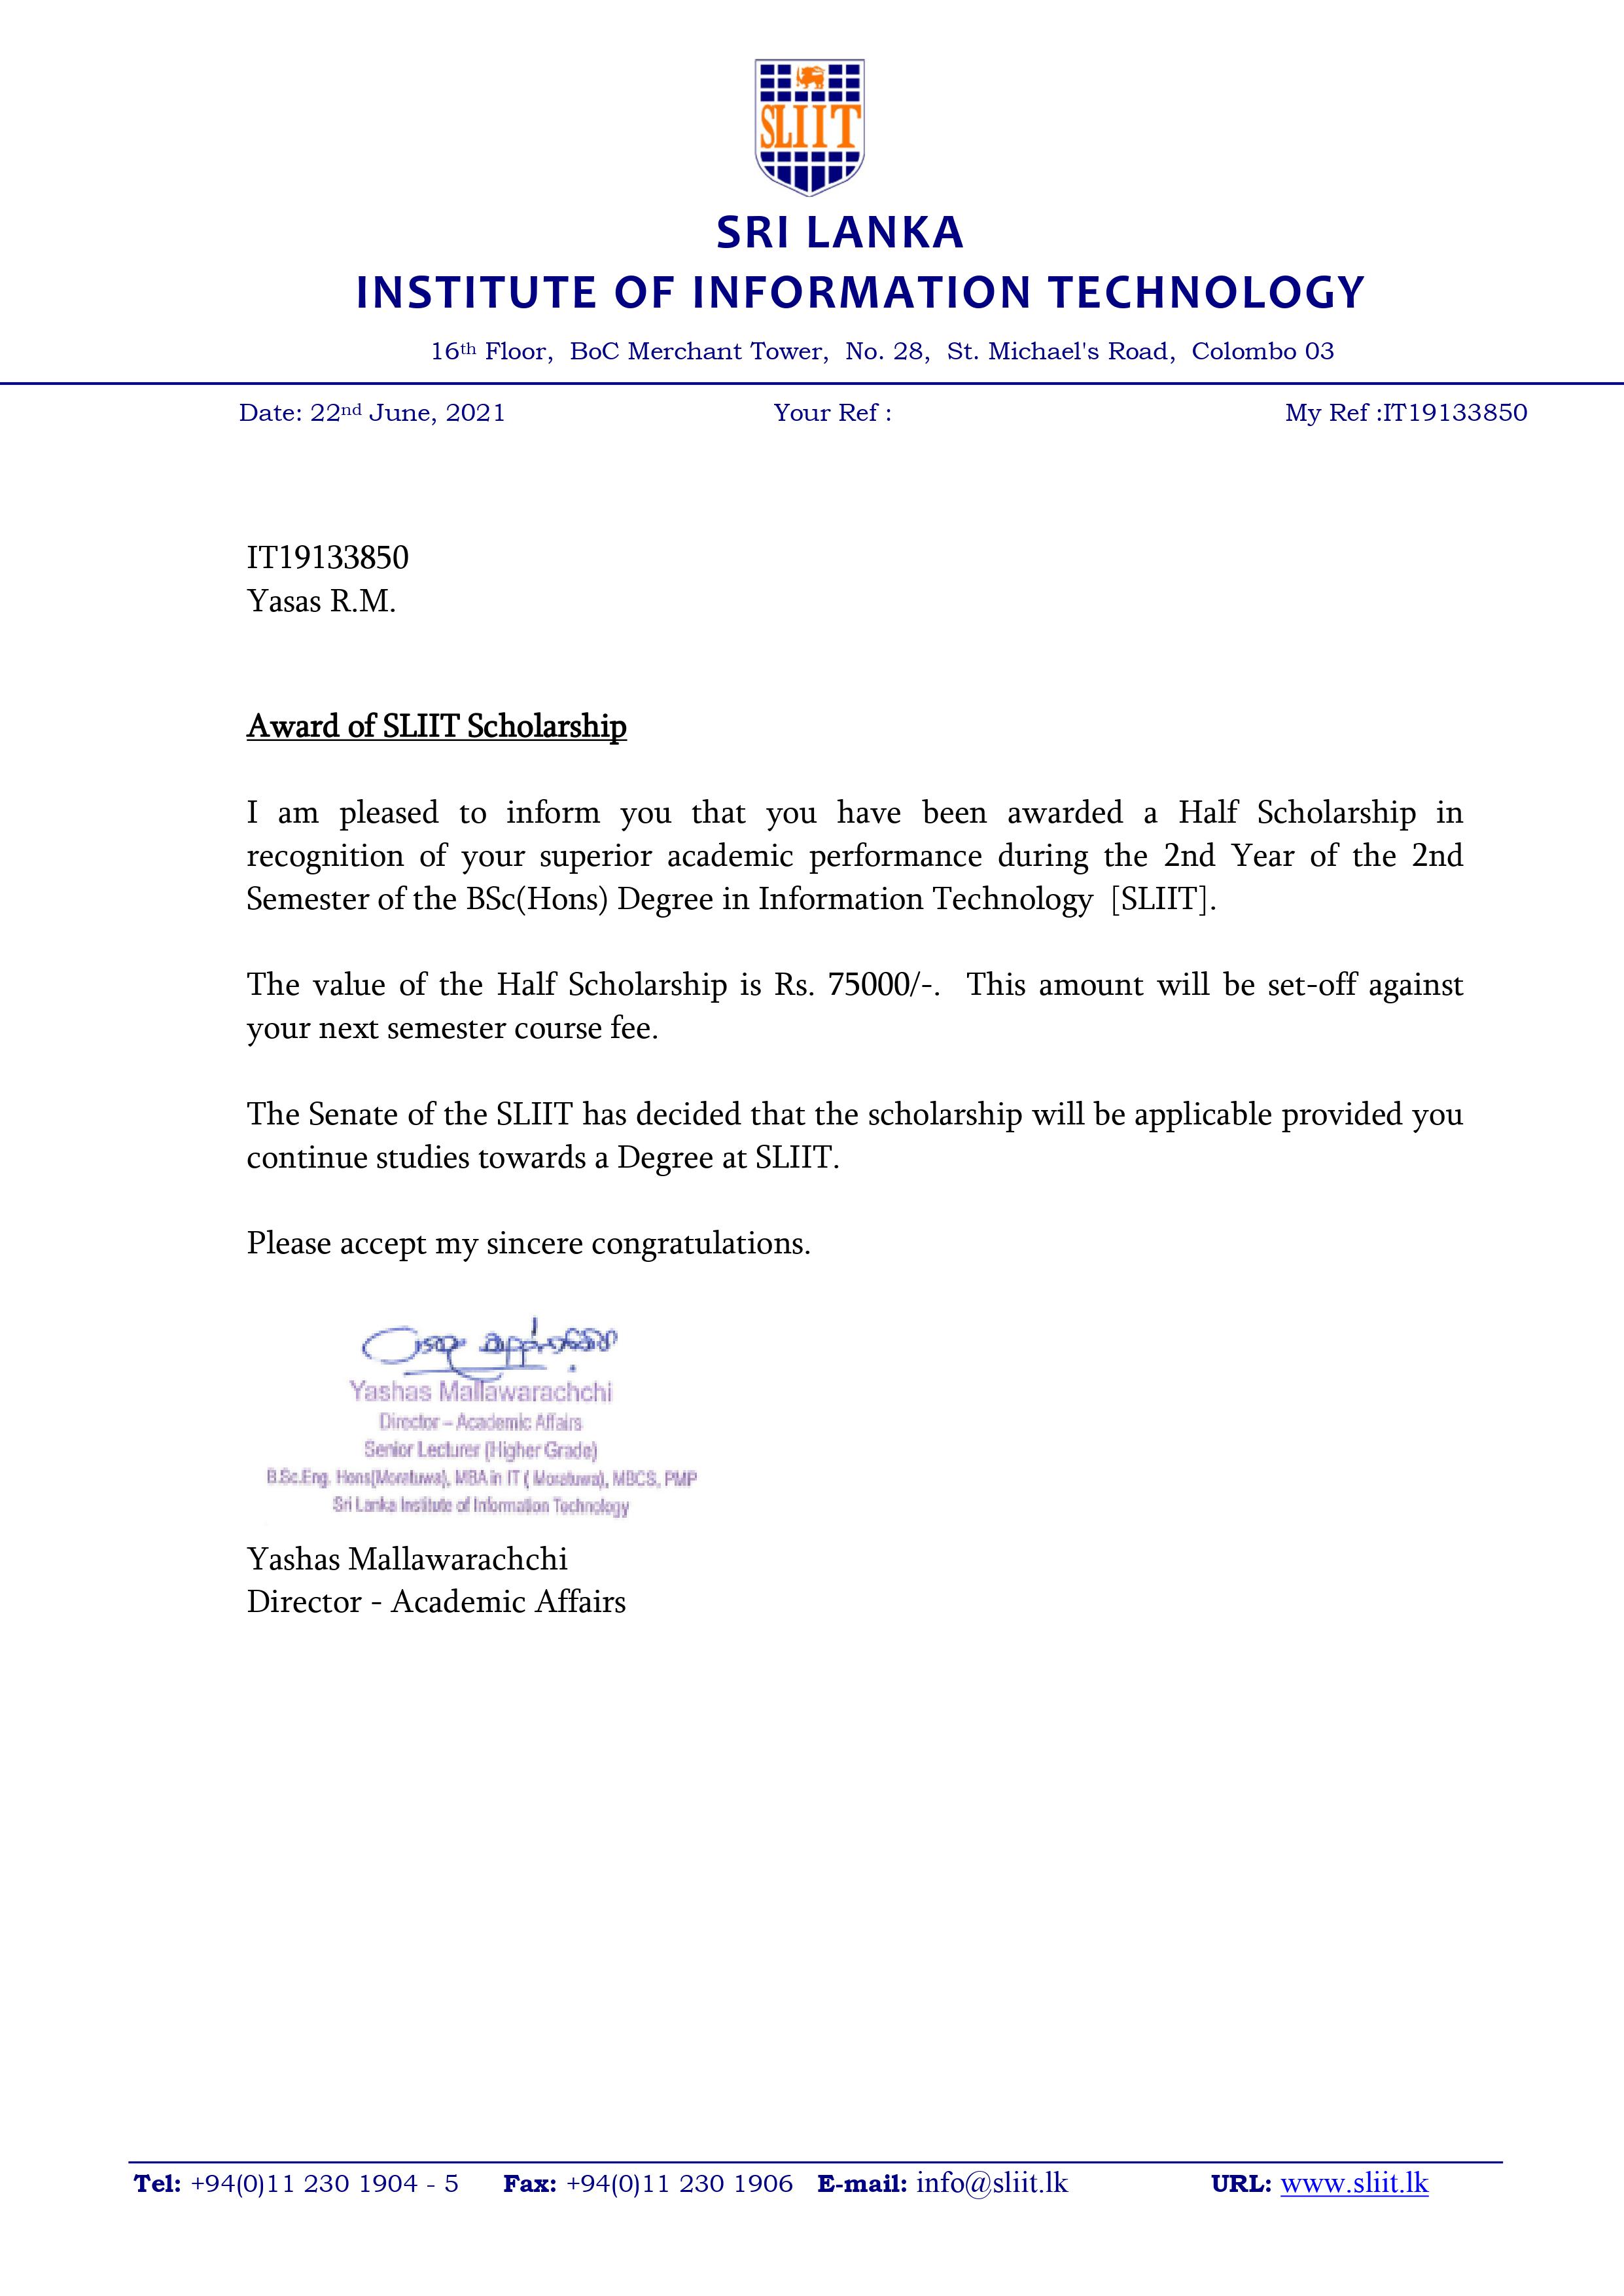 SLIIT
SRI LANKA
INSTITUTE OF INFORMATION TECHNOLOGY
16th Floor, BoC Merchant Tower, No. 28, St. Michael's Road, Colombo 03
Date: 22nd June, 2021 Your Ref : My Ref :IT19133850
IT19133850
Yasas R.M.
Award of SLIIT Scholarship
I am pleased to inform you that you have been awarded a Half Scholarship in
recognition of your superior academic performance during the 2nd Year of the 2nd
Semester of the BSc(Hons) Degree in Information Technology [SLIIT].
The value of the Half Scholarship is Rs. 75000/-. This amount will be set-off against
your next semester course fee.
The Senate of the SLIIT has decided that the scholarship will be applicable provided you
continue studies towards a Degree at SLIIT.
Please accept my sincere congratulations.
Yashas Mallawarachchi
Director – Academic Affairs
Senior Lecturer (Higher Grade)
B.Sc.Eng. Hons(Moratuwa), MBA in IT ( Moratuwa), MBCS, PMP
Sri Lanka Institute of Information Technology
Yashas Mallawarachchi
Director - Academic Affairs
Tel: +94(0)11 230 1904 - 5 Fax: +94(0)11 230 1906 E-mail: info@sliit.lk URL: www.sliit.lk